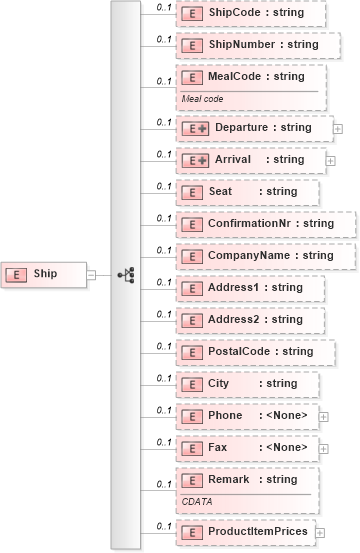 0..1
E ShipCode : string
0..1
E ShipNumber : string
0..1
E MealCode : string
Meal code
0..1
E Departure : string
0..1
E Arrival : string
0..1
E Seat : string
0..1
E ConfirmationNr : string
0..1
E CompanyName : string
E Ship
0..1
E Address1 : string
0..1
E Address2 : string
0..1
E PostalCode : string
0..1
E City : string
0..1
E Phone : <None>
0..1
E Fax : <None>
0..1
E Remark : string
CDATA
0..1
E ProductItemPrices